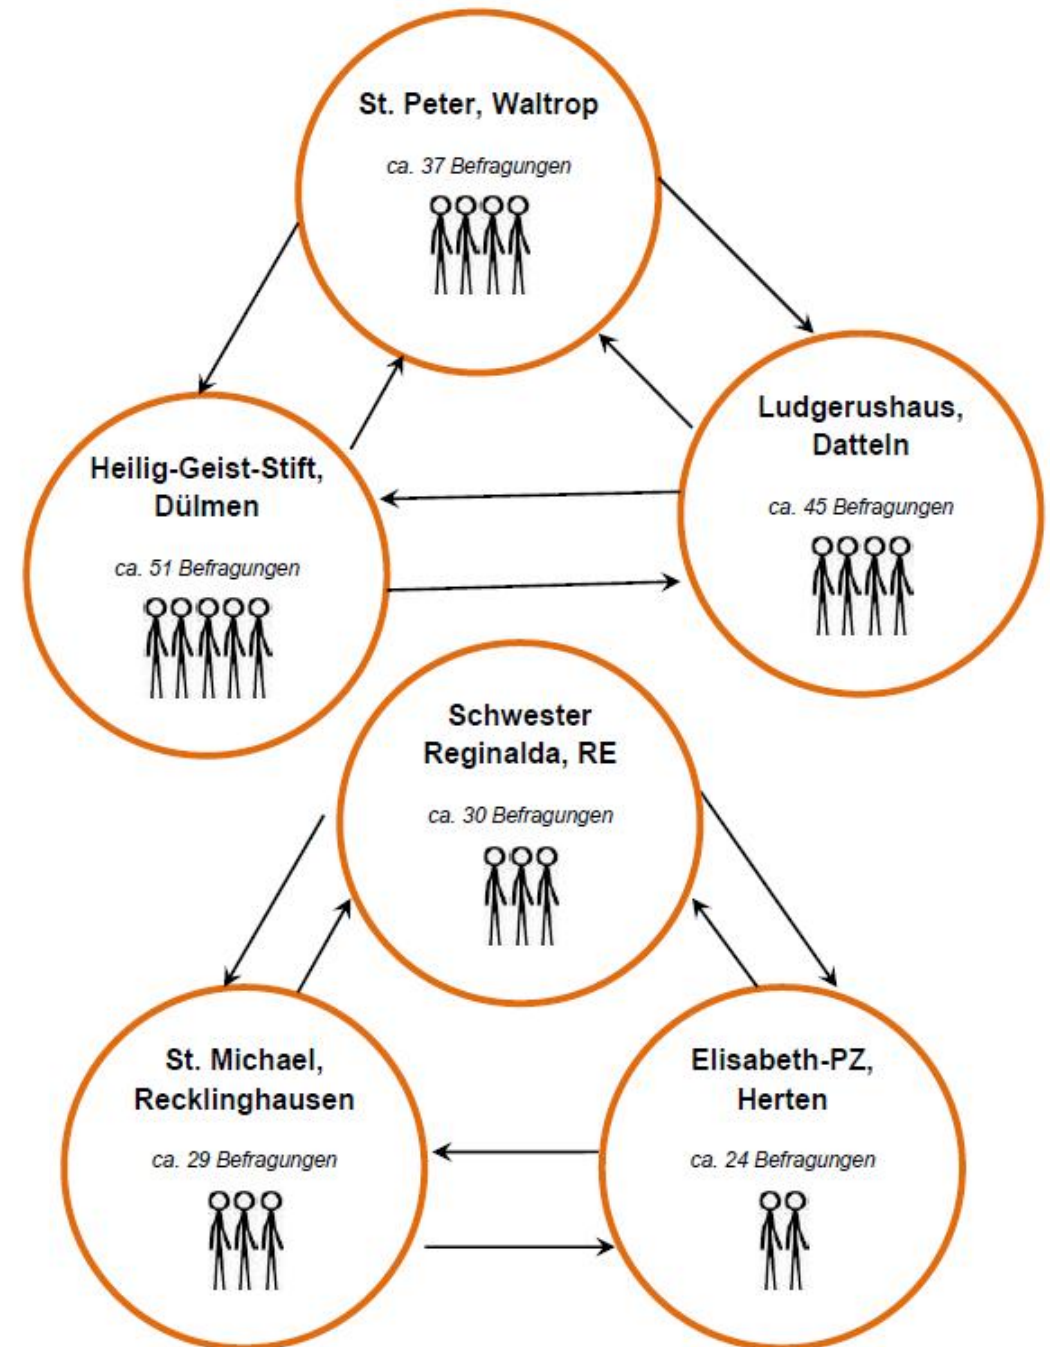 St. Peter, Waltrop
ca. 37 Befragungen
Ludgerushaus,
Datteln
ca. 45 Befragungen
Heilig-Geist-Stift,
Dülmen
ca. 51 Befragungen
Schwester
Reginalda, RE
ca. 30 Befragungen
St. Michael,
Recklinghausen
ca. 29 Befragungen
Elisabeth-PZ,
Herten
ca. 24 Befragungen